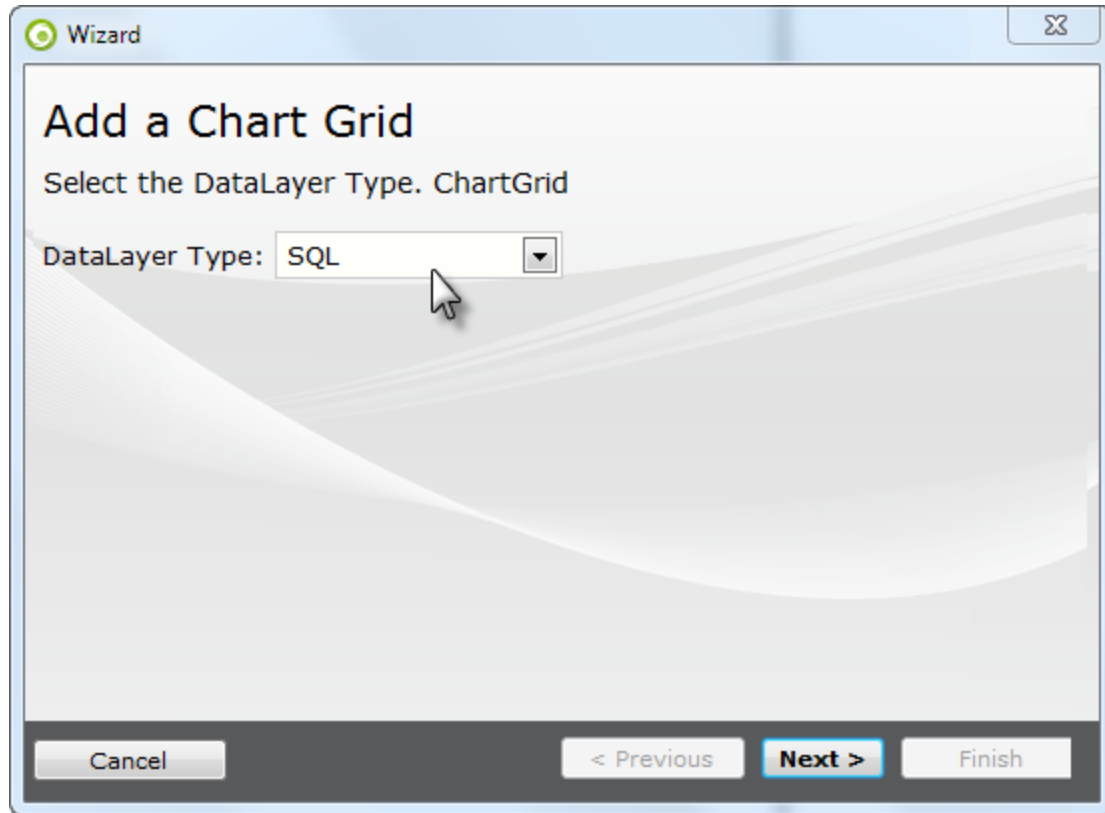 Wizard
Add a Chart Grid
Select the DataLayer Type. ChartGrid
DataLayer Type: SQL
Cancel < Previous Next > Finish